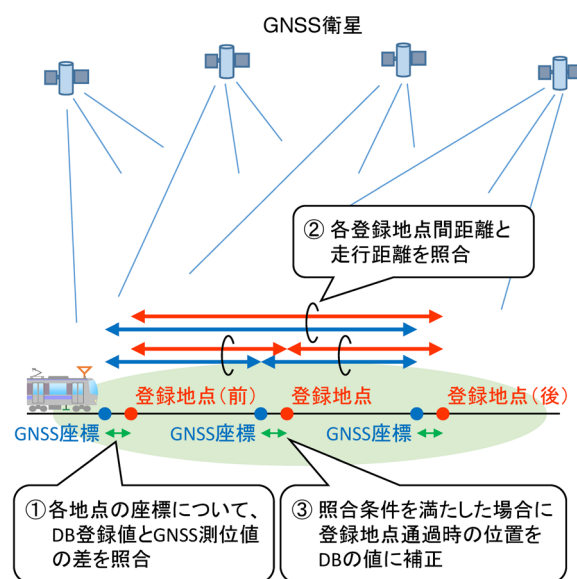 GNSS衛星
② 各登録地点間距離と
走行距離を照合
登録地点（前）
登録地点
登録地点（後）
GNSS座標
GNSS座標
GNSS座標
① 各地点の座標について、
DB登録値とGNSS測位値
の差を照合
③ 照合条件を満たした場合に
登録地点通過時の位置を
DBの値に補正